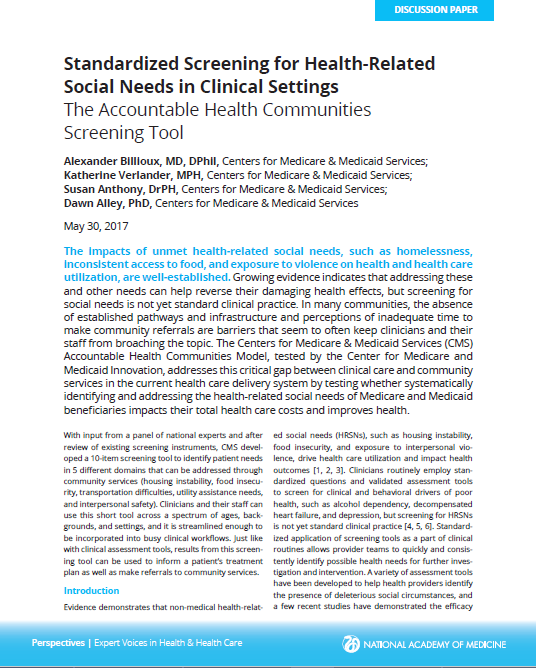 DISCUSSION PAPER
Standardized Screening for Health-Related
Social Needs in Clinical Settings
The Accountable Health Communities
Screening Tool
Alexander Billioux, MD, DPhil, Centers for Medicare & Medicaid Services;
Katherine Verlander, MPH, Centers for Medicare & Medicaid Services;
Susan Anthony, DrPH, Centers for Medicare & Medicaid Services;
Dawn Alley, PhD, Centers for Medicare & Medicaid Services
May 30, 2017
The impacts of unmet health-related social needs, such as homelessness,
inconsistent access to food, and exposure to violence on health and health care
utilization, are well-established. Growing evidence indicates that addressing these
and other needs can help reverse their damaging health effects, but screening for
social needs is not yet standard clinical practice. In many communities, the absence
of established pathways and infrastructure and perceptions of inadequate time to
make community referrals are barriers that seem to often keep clinicians and their
staff from broaching the topic. The Centers for Medicare & Medicaid Services (CMS)
Accountable Health Communities Model, tested by the Center for Medicare and
Medicaid Innovation, addresses this critical gap between clinical care and community
services in the current health care delivery system by testing whether systematically
identifying and addressing the health-related social needs of Medicare and Medicaid
beneficiaries impacts their total health care costs and improves health.
With input from a panel of national experts and after
review of existing screening instruments, CMS devel-
oped a 10-item screening tool to identify patient needs
in 5 different domains that can be addressed through
community services (housing instability, food insecu-
rity, transportation difficulties, utility assistance needs,
and interpersonal safety). Clinicians and their staff can
use this short tool across a spectrum of ages, back-
grounds, and settings, and it is streamlined enough to
be incorporated into busy clinical workflows. Just like
with clinical assessment tools, results from this screen-
ing tool can be used to inform a patient's treatment
plan as well as make referrals to community services.
Introduction
Evidence demonstrates that non-medical health-relat-
ed social needs (HRSNs), such as housing instability,
food insecurity, and exposure to interpersonal vio-
lence, drive health care utilization and impact health
outcomes [1, 2, 3]. Clinicians routinely employ stan-
dardized questions and validated assessment tools
to screen for clinical and behavioral drivers of poor
health, such as alcohol dependency, decompensated
heart failure, and depression, but screening for HRSNs
is not yet standard clinical practice [4, 5, 6]. Standard-
ized application of screening tools as a part of clinical
routines allows provider teams to quickly and consis-
tently identify possible health needs for further inves-
tigation and intervention. A variety of assessment tools
have been developed to help health providers identify
the presence of deleterious social circumstances, and
a few recent studies have demonstrated the efficacy
Perspectives | Expert Voices in Health & Health Care
NATIONAL ACADEMY OF MEDICINE